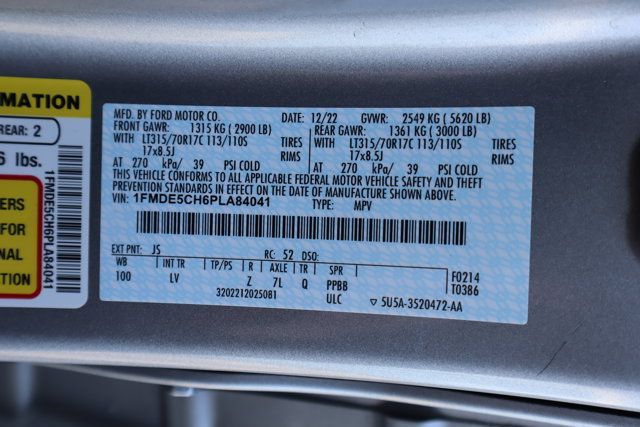 MATION
REAR: 2
6 lbs.
1FMDE5CH6PLA84041
ERS
FOR
NAL
TION
MFD. BY FORD MOTOR CO. DATE: 12/22 GVWR: 2549 KG ( 5620 LB)
FRONT GAWR: 1315 KG ( 2900 LB) REAR GAWR: 1361 KG ( 3000 LB)
WITH LT315/70R17C 113/110S TIRES WITH LT315/70R17C 113/110S TIRES
17x8.5J RIMS 17x8.5J RIMS
AT 270 kPa/ 39 PSI COLD AT 270 kPa/ 39 PSI COLD
THIS VEHICLE CONFORMS TO ALL APPLICABLE FEDERAL MOTOR VEHICLE SAFETY AND THEFT
PREVENTION STANDARDS IN EFFECT ON THE DATE OF MANUFACTURE SHOWN ABOVE.
VIN: 1FMDE5CH6PLA84041 TYPE: MPV
EXT PNT: JS RC: 52 DSO:
WB INT TR TP/PS R AXLE TR SPR F0214
100 LV Z 7L Q PPBB T0386
3202212025081 ULC ▽ 5U5A-3520472-AA